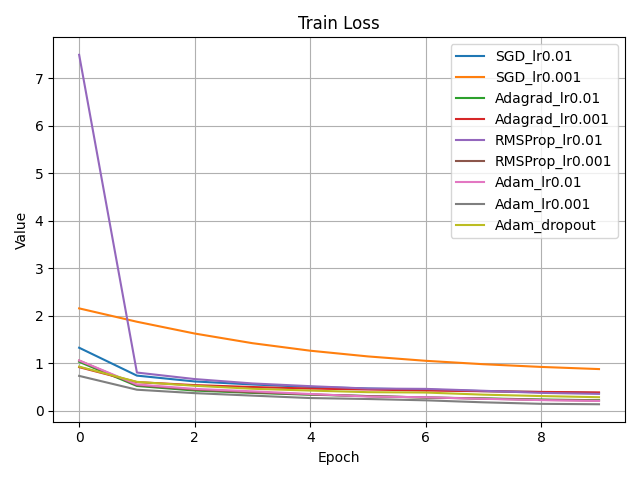 Train Loss
SGD_lr0.01
SGD_lr0.001
Adagrad_lr0.01
Adagrad_lr0.001
RMSProp_lr0.01
RMSProp_lr0.001
Adam_lr0.01
Adam_lr0.001
Adam_dropout
Value
7
6
5
4
3
2
1
0
0 2 4 6 8
Epoch